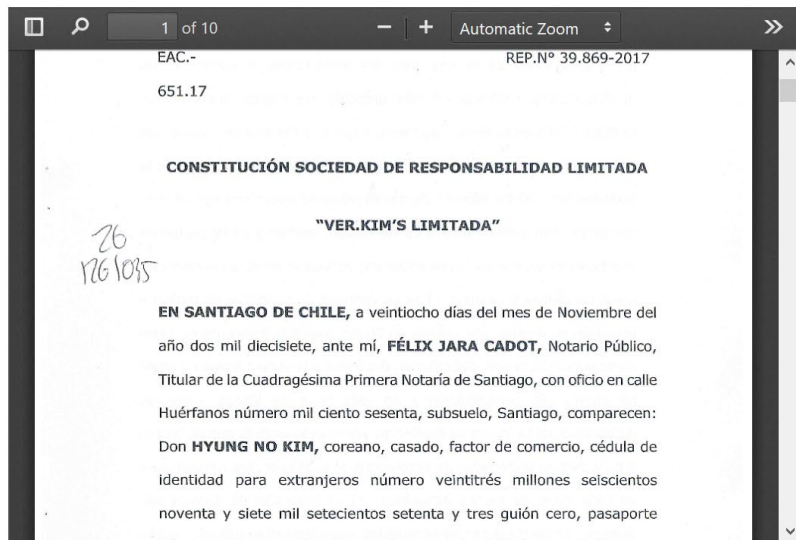 1 of 10
Automatic Zoom
EAC.-
REP.Nº 39.869-2017
651.17
CONSTITUCIÓN SOCIEDAD DE RESPONSABILIDAD LIMITADA
"VER.KIM'S LIMITADA"
26
EN SANTIAGO DE CHILE, a veintiocho días del mes de Noviembre del
año dos mil diecisiete, ante mí, FÉLIX JARA CADOT, Notario Público,
Titular de la Cuadragésima Primera Notaría de Santiago, con oficio en calle
Huérfanos número mil ciento sesenta, subsuelo, Santiago, comparecen:
Don HYUNG NO KIM, coreano, casado, factor de comercio, cédula de
identidad para extranjeros número veintitrés millones seiscientos
noventa y siete mil setecientos setenta y tres guión cero, pasaporte